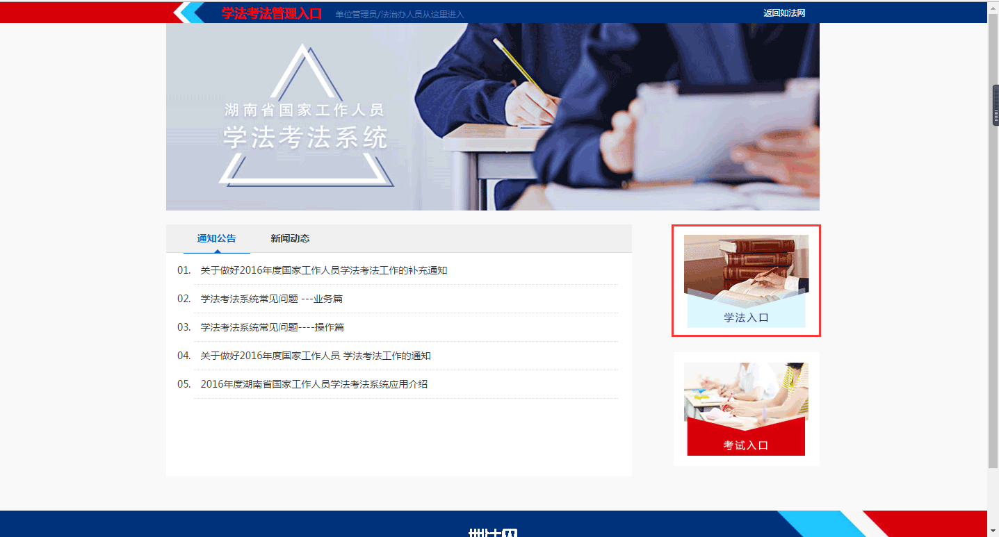 学法考法管理入口 单位管理员/法治办人员从这里进入 返回如法网
湖南省国家工作人员
学法考法系统
通知公告 新闻动态
01. 关于做好2016年度国家工作人员学法考法工作的补充通知
02. 学法考法系统常见问题 ---业务篇
03. 学法考法系统常见问题----操作篇
04. 关于做好2016年度国家工作人员 学法考法工作的通知
05. 2016年度湖南省国家工作人员学法考法系统应用介绍
学法入口
考试入口